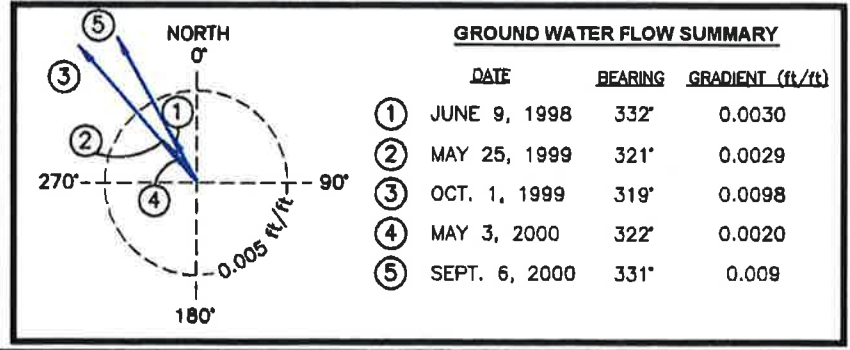 5
NORTH
0°
3
1
2
270°
90°
4
0.005 ft/ft
180°
GROUND WATER FLOW SUMMARY
DATE BEARING GRADIENT (ft/ft)
1 JUNE 9, 1998 332° 0.0030
2 MAY 25, 1999 321° 0.0029
3 OCT. 1, 1999 319° 0.0098
4 MAY 3, 2000 322° 0.0020
5 SEPT. 6, 2000 331° 0.009